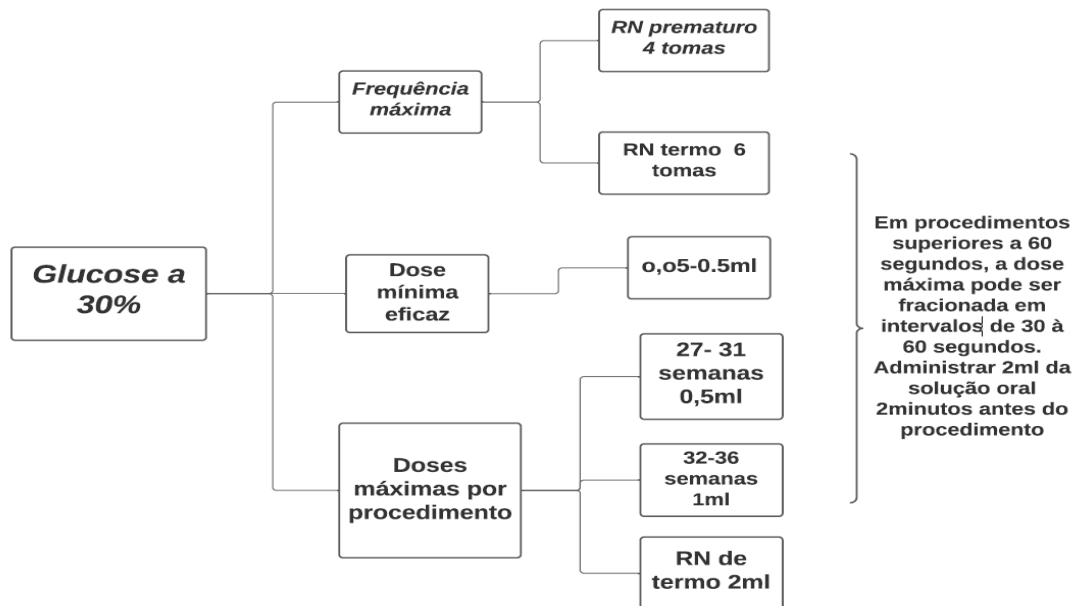 Glucose a
30%
Frequência
máxima
RN prematuro
4 tomas
RN termo 6
tomas
Dose
mínima
eficaz
o,o5-0.5ml
Doses
máximas por
procedimento
27- 31
semanas
0,5ml
32-36
semanas
1ml
RN de
termo 2ml
Em procedimentos
superiores a 60
segundos, a dose
máxima pode ser
fracionada em
intervalos de 30 à
60 segundos.
Administrar 2ml da
solução oral
2minutos antes do
procedimento